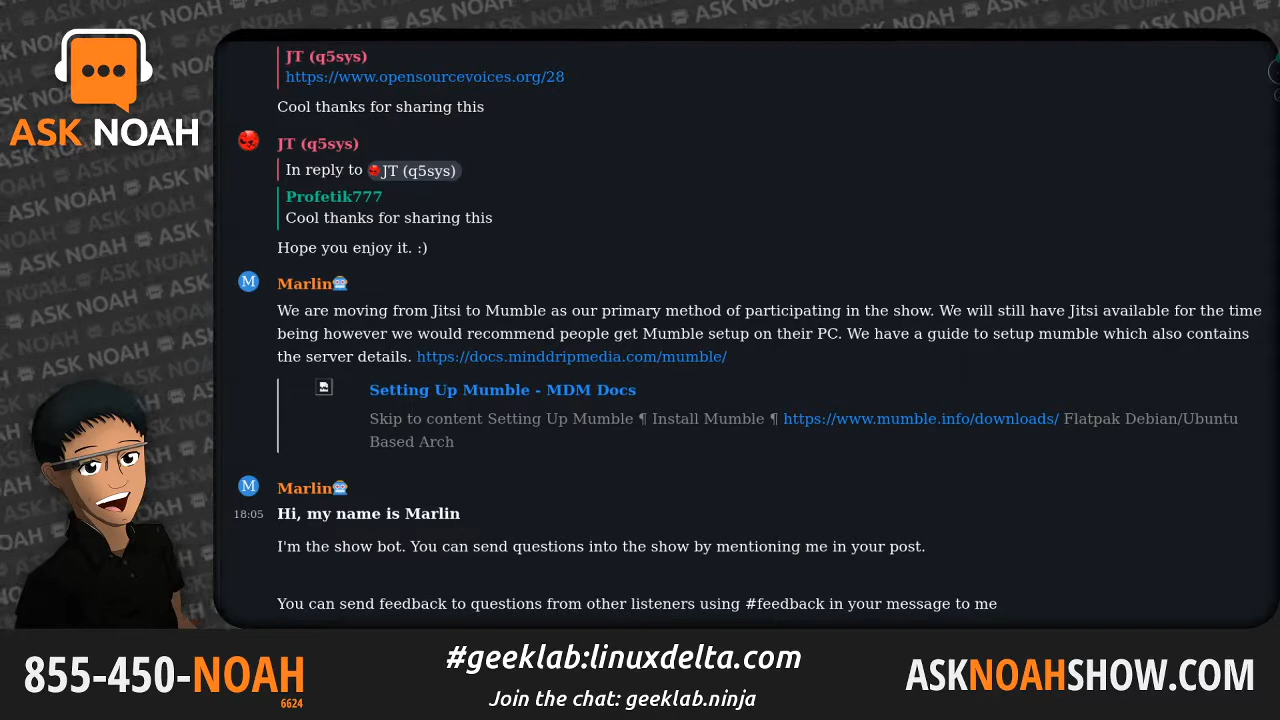 ASK NOAH
JT (q5sys)
https://www.opensourcevoices.org/28
Cool thanks for sharing this
JT (q5sys)
In reply to JT (q5sys)
Profetik777
Cool thanks for sharing this
Hope you enjoy it. :)
M
Marlin
We are moving from Jitsi to Mumble as our primary method of participating in the show. We will still have Jitsi available for the time
being however we would recommend people get Mumble setup on their PC. We have a guide to setup mumble which also contains
the server details. https://docs.minddripmedia.com/mumble/
Setting Up Mumble - MDM Docs
Skip to content Setting Up Mumble ¶ Install Mumble ¶ https://www.mumble.info/downloads/ Flatpak Debian/Ubuntu
Based Arch
M
Marlin
18:05 Hi, my name is Marlin
I'm the show bot. You can send questions into the show by mentioning me in your post.
You can send feedback to questions from other listeners using #feedback in your message to me
855-450-NOAH
6624
#geeklab:linuxdelta.com
Join the chat: geeklab.ninja
ASKNOAHSHOW.COM